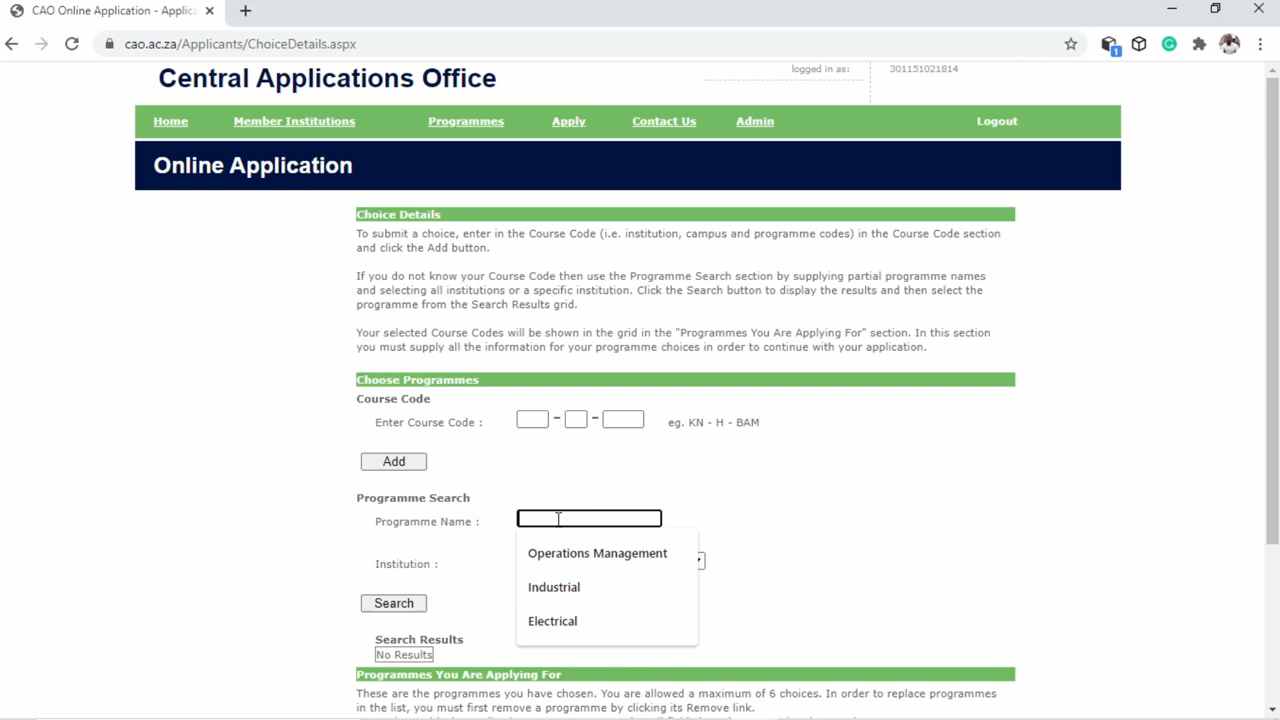 CAO Online Application - Applic
cao.ac.za/Applicants/ChoiceDetails.aspx
1
Central Applications Office
logged in as: 301151021814
Home Member Institutions Programmes Apply Contact Us Admin Logout
Online Application
Choice Details
To submit a choice, enter in the Course Code (i.e. institution, campus and programme codes) in the Course Code section
and click the Add button.
If you do not know your Course Code then use the Programme Search section by supplying partial programme names
and selecting all institutions or a specific institution. Click the Search button to display the results and then select the
programme from the Search Results grid.
Your selected Course Codes will be shown in the grid in the "Programmes You Are Applying For" section. In this section
you must supply all the information for your programme choices in order to continue with your application.
Choose Programmes
Course Code
Enter Course Code : - - eg. KN - H - BAM
Add
Programme Search
Programme Name :
Operations Management
Institution :
Industrial
Search
Electrical
Search Results
No Results
Programmes You Are Applying For
These are the programmes you have chosen. You are allowed a maximum of 6 choices. In order to replace programmes
in the list, you must first remove a programme by clicking its Remove link.